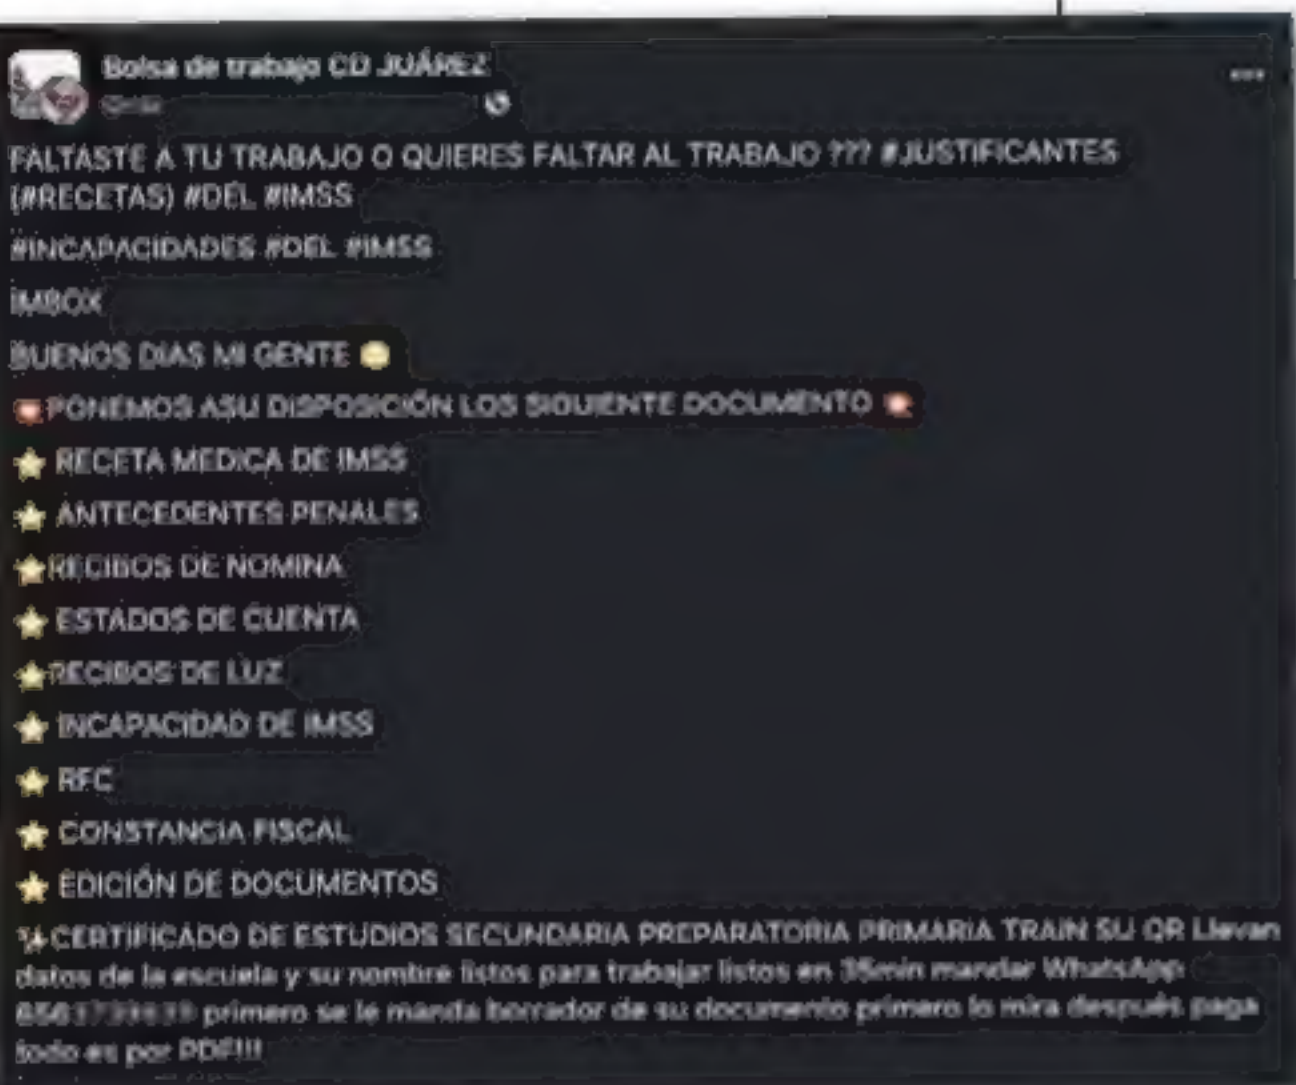 Bolsa de trabajo CD JUÁREZ
FALTASTE A TU TRABAJO O QUIERES FALTAR AL TRABAJO ??? #JUSTIFICANTES
(#RECETAS) #DEL #IMSS
#INCAPACIDADES #DEL #IMSS
IMBOX
BUENOS DIAS MI GENTE
PONEMOS ASU DISPOSICIÓN LOS SIGUIENTE DOCUMENTO
RECETA MEDICA DE IMSS
ANTECEDENTES PENALES
RECIBOS DE NOMINA
ESTADOS DE CUENTA
RECIBOS DE LUZ
INCAPACIDAD DE IMSS
RFC
CONSTANCIA FISCAL
EDICIÓN DE DOCUMENTOS
CERTIFICADO DE ESTUDIOS SECUNDARIA PREPARATORIA PRIMARIA TRAIN SU QR Llevan
datos de la escuela y su nombre listos para trabajar listos en 35min mandar WhatsApp
primero se le manda borrador de su documento primero lo mira después paga
todo es por PDF!!!